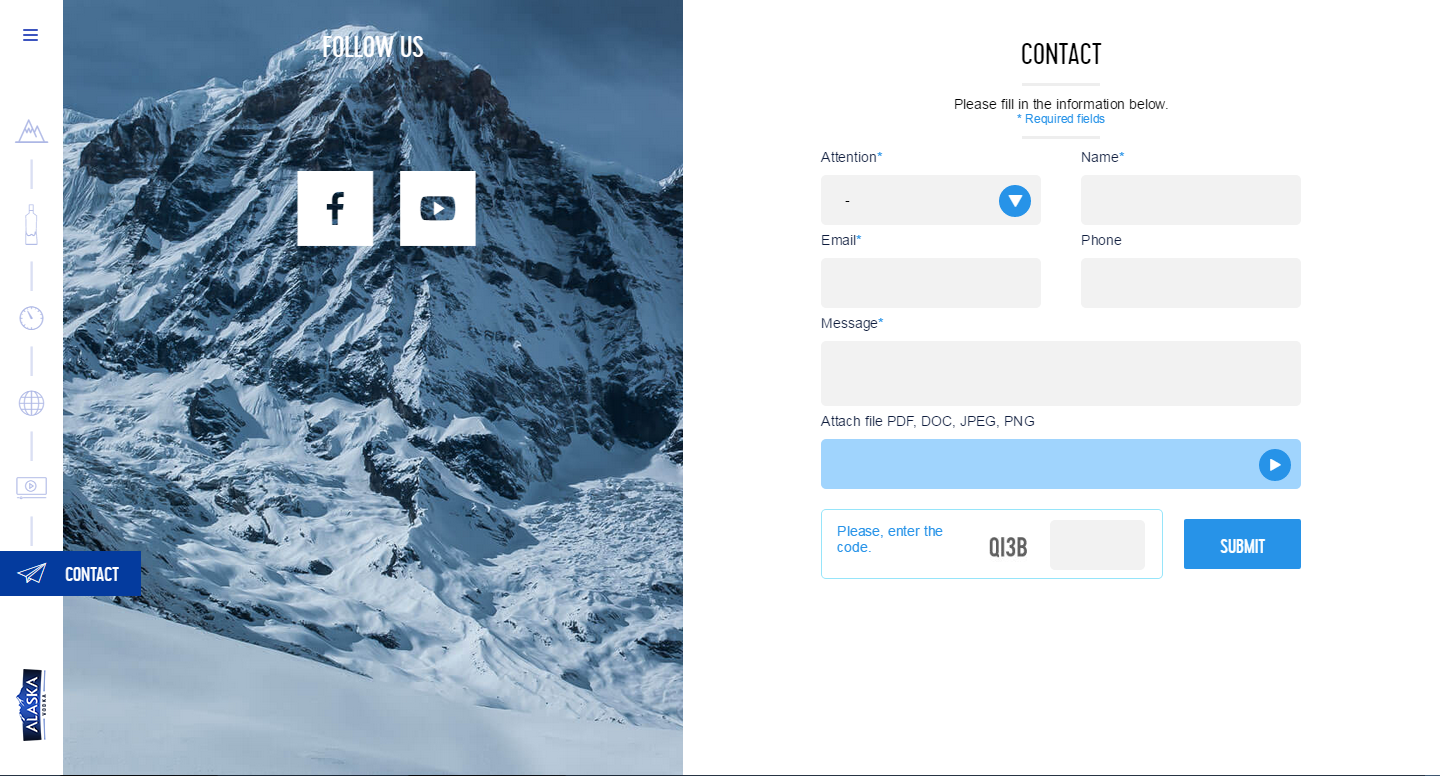 FOLLOW US
CONTACT
ALASKA
VODKA
CONTACT
Please fill in the information below.
* Required fields
Attention*
Name*
-
Email*
Phone
Message*
Attach file PDF, DOC, JPEG, PNG
Please, enter the
code.
QI3B
SUBMIT